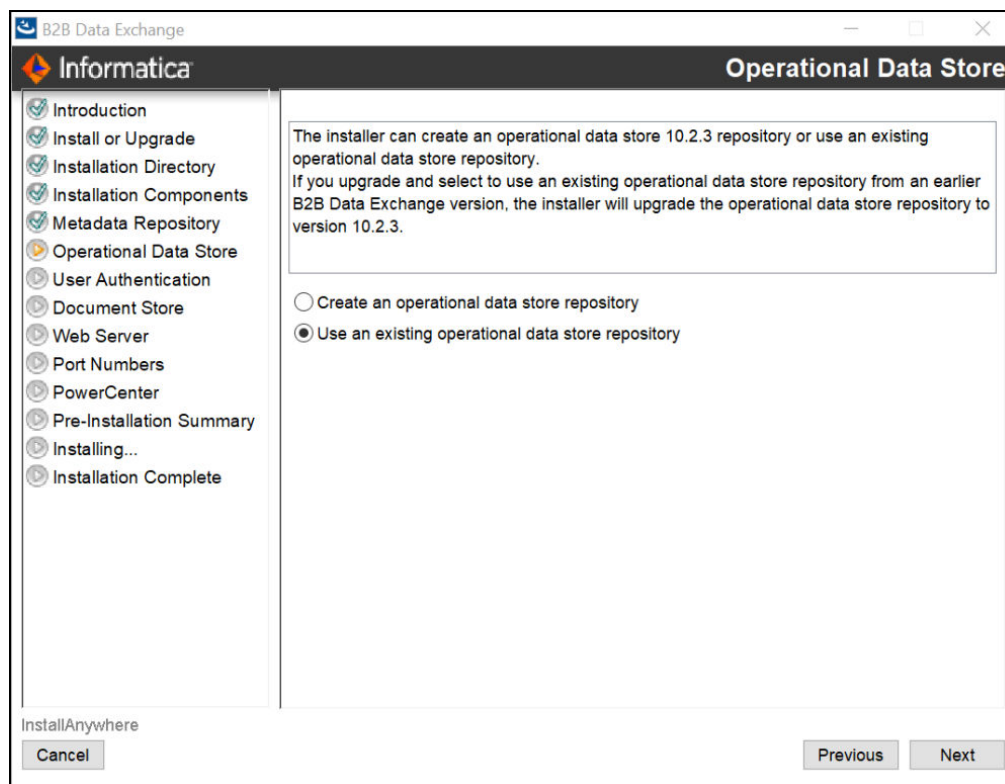 B2B Data Exchange
Informatica
Operational Data Store
Introduction
Install or Upgrade
Installation Directory
Installation Components
Metadata Repository
Operational Data Store
User Authentication
Document Store
Web Server
Port Numbers
PowerCenter
Pre-Installation Summary
Installing...
Installation Complete
The installer can create an operational data store 10.2.3 repository or use an existing
operational data store repository.
If you upgrade and select to use an existing operational data store repository from an earlier
B2B Data Exchange version, the installer will upgrade the operational data store repository to
version 10.2.3.
Create an operational data store repository
Use an existing operational data store repository
InstallAnywhere
Cancel
Previous
Next